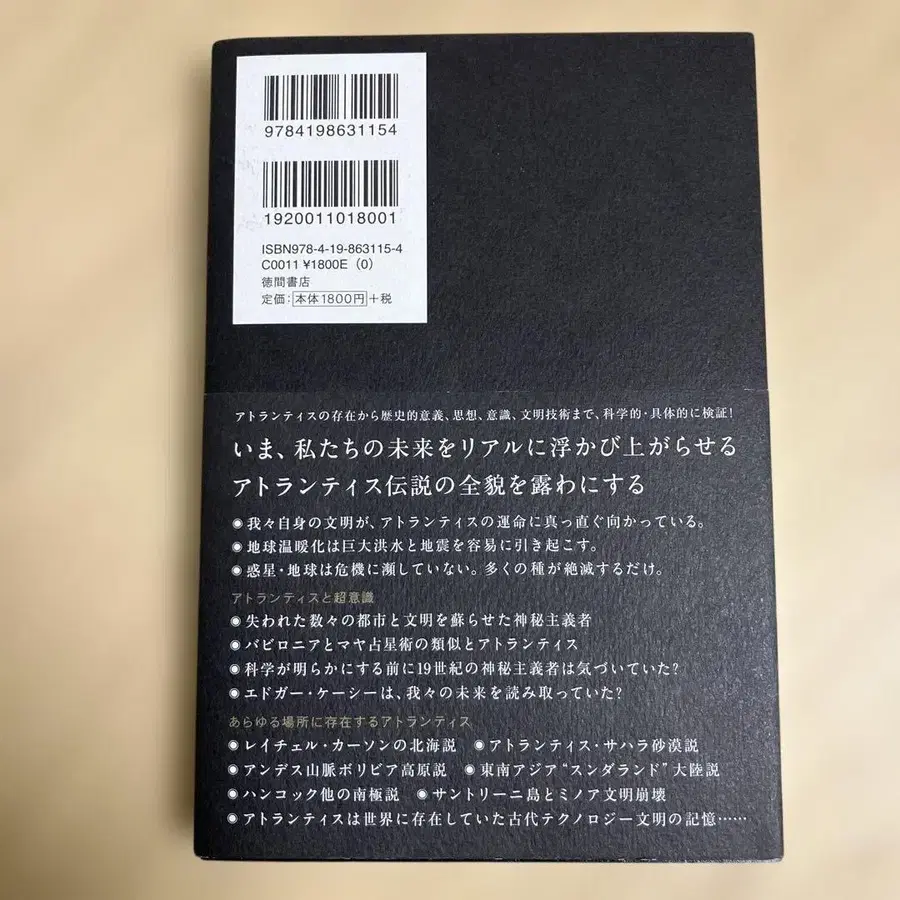 9784198631154
1920011018001
ISBN978-4-19-863115-4
C0011 ¥1800E (0)
徳間書店
定価：本体1800円＋税
アトランティスの存在から歴史的意義、思想、意識、文明技術まで、科学的・具体的に検証！
いま、私たちの未来をリアルに浮かび上がらせる
アトランティス伝説の全貌を露わにする
◉我々自身の文明が、アトランティスの運命に真っ直ぐ向かっている。
◉地球温暖化は巨大洪水と地震を容易に引き起こす。
◉惑星・地球は危機に瀕していない。多くの種が絶滅するだけ。
アトランティスと超意識
◉失われた数々の都市と文明を蘇らせた神秘主義者
◉バビロニアとマヤ占星術の類似とアトランティス
◉科学が明らかにする前に19世紀の神秘主義者は気づいていた？
◉エドガー・ケーシーは、我々の未来を読み取っていた？
あらゆる場所に存在するアトランティス
◉レイチェル・カーソンの北海説 ◉アトランティス・サハラ砂漠説
◉アンデス山脈ボリビア高原説 ◉東南アジア“スンダランド”大陸説
◉ハンコック他の南極説 ◉サントリーニ島とミノア文明崩壊
◉アトランティスは世界に存在していた古代テクノロジー文明の記憶……